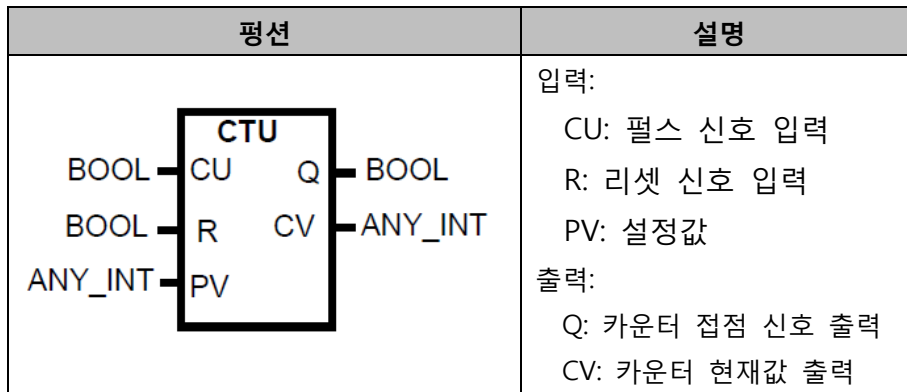 펑션
설명
CTU
BOOL CU Q BOOL
BOOL R CV ANY_INT
ANY_INT PV
입력:
CU: 펄스 신호 입력
R: 리셋 신호 입력
PV: 설정값
출력:
Q: 카운터 접점 신호 출력
CV: 카운터 현재값 출력